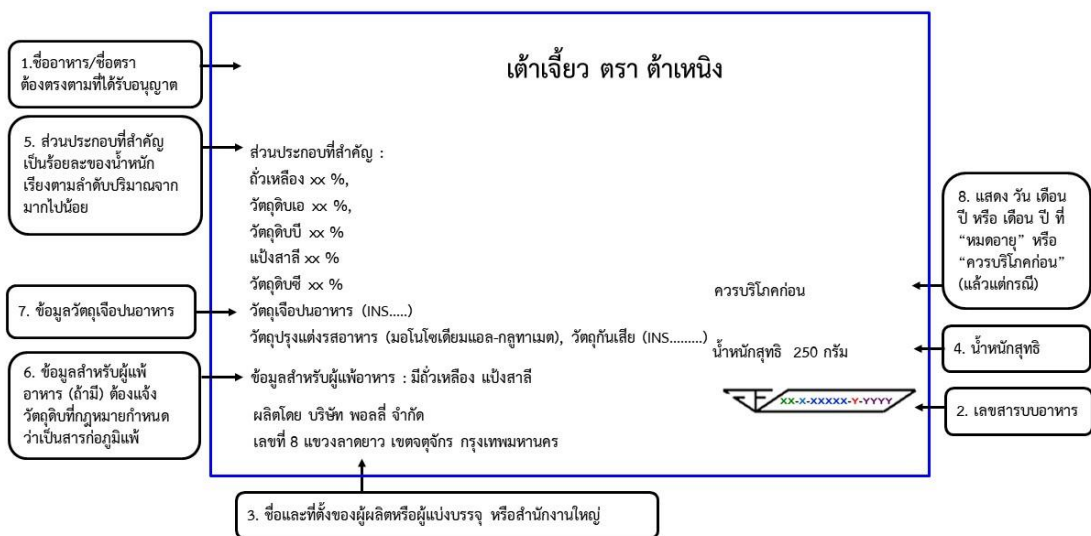 1.ชื่ออาหาร/ชื่อตรา
ต้องตรงตามที่ได้รับอนุญาต
เต้าเจี้ยว ตรา ต้าเหนิง
5. ส่วนประกอบที่สำคัญ
เป็นร้อยละของน้ำหนัก
เรียงตามลำดับปริมาณจาก
มากไปน้อย
ส่วนประกอบที่สำคัญ :
ถั่วเหลือง xx %,
วัตถุดิบเอ xx %,
วัตถุดิบบี xx %
แป้งสาลี xx %
วัตถุดิบซี xx %
7. ข้อมูลวัตถุเจือปนอาหาร
วัตถุเจือปนอาหาร (INS.....)
วัตถุปรุงแต่งรสอาหาร (มอโนโซเดียมแอล-กลูทาเมต), วัตถุกันเสีย (INS.........)
6. ข้อมูลสำหรับผู้แพ้
อาหาร (ถ้ามี) ต้องแจ้ง
วัตถุดิบที่กฎหมายกำหนด
ว่าเป็นสารก่อภูมิแพ้
ข้อมูลสำหรับผู้แพ้อาหาร : มีถั่วเหลือง แป้งสาลี
ผลิตโดย บริษัท พอลลี่ จำกัด
เลขที่ 8 แขวงลาดยาว เขตจตุจักร กรุงเทพมหานคร
3. ชื่อและที่ตั้งของผู้ผลิตหรือผู้แบ่งบรรจุ หรือสำนักงานใหญ่
8. แสดง วัน เดือน
ปี หรือ เดือน ปี ที่
"หมดอายุ" หรือ
"ควรบริโภคก่อน"
(แล้วแต่กรณี)
ควรบริโภคก่อน
4. น้ำหนักสุทธิ
น้ำหนักสุทธิ 250 กรัม
2. เลขสารบบอาหาร
XX-X-XXXXX-Y-YYYY